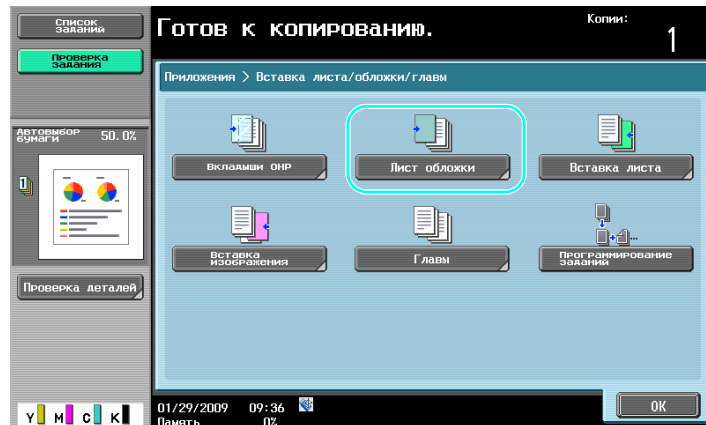 Список
заданий
Проверка
задания
Готов к копированию.
Копии:
1
Приложения > Вставка листа/обложки/главы
Автовыбор
бумаги
50.0%
1
вкладыши OHP
Лист обложки
Вставка листа
Вставка
изображения
Главы
Программирование
заданий
Проверка деталей
Y M C K
01/29/2009 09:36
Память 0%
OK